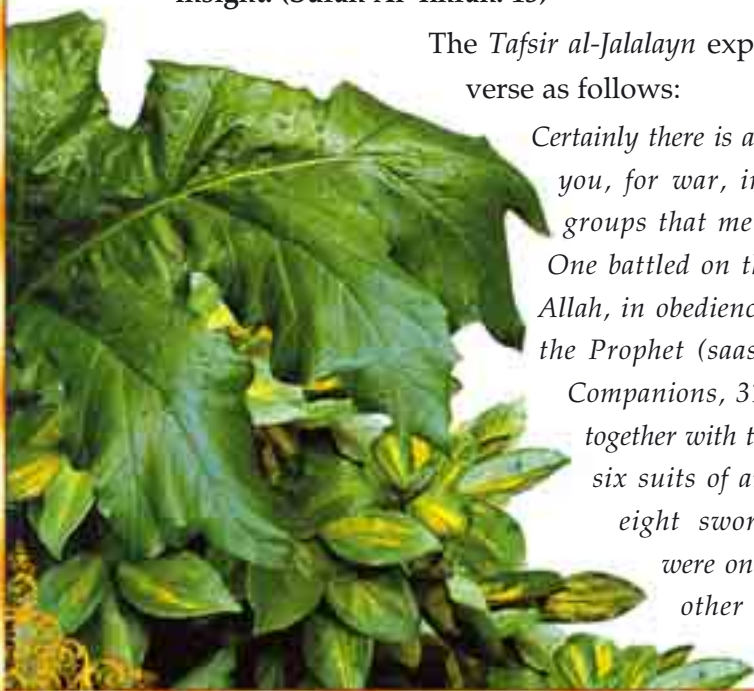 insight. (Surah Al 'Imran: 13)
The Tafsir al-Jalalayn exp
verse as follows:
Certainly there is a
you, for war, in
groups that me
One battled on th
Allah, in obedienc
the Prophet (saas
Companions, 31
together with t
six suits of a
eight swor
were on
other